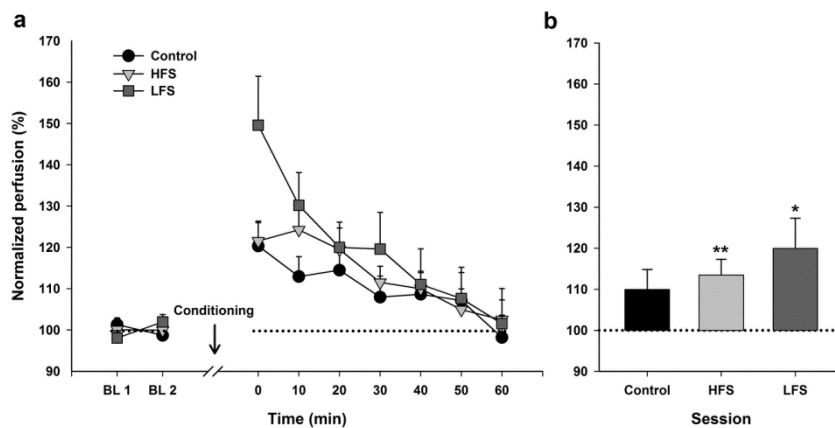 a
b
Control
HFS
LFS
Normalized perfusion (%)
170
160
150
140
130
120
110
100
90
Conditioning
BL 1 BL 2 0 10 20 30 40 50 60
Time (min)
170
160
150
140
130
120
110
100
90
**
*
Control HFS LFS
Session